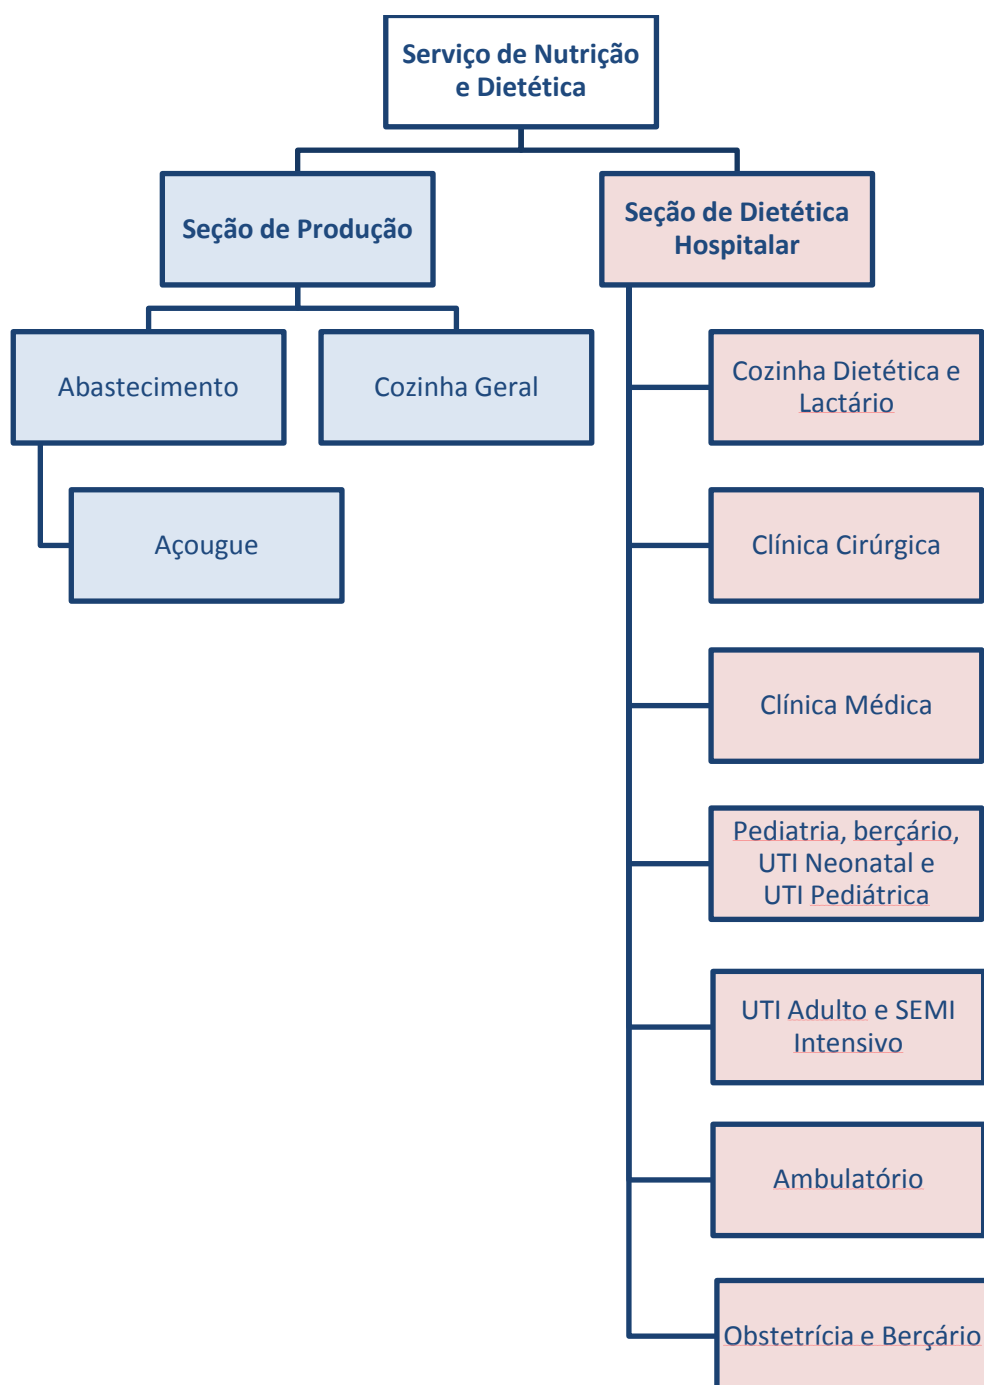 Serviço de Nutrição
e Dietética
Seção de Produção
Seção de Dietética
Hospitalar
Abastecimento
Cozinha Geral
Cozinha Dietética e
Lactário
Açougue
Clínica Cirúrgica
Clínica Médica
Pediatria, berçário,
UTI Neonatal e
UTI Pediátrica
UTI Adulto e SEMI
Intensivo
Ambulatório
Obstetrícia e Berçário